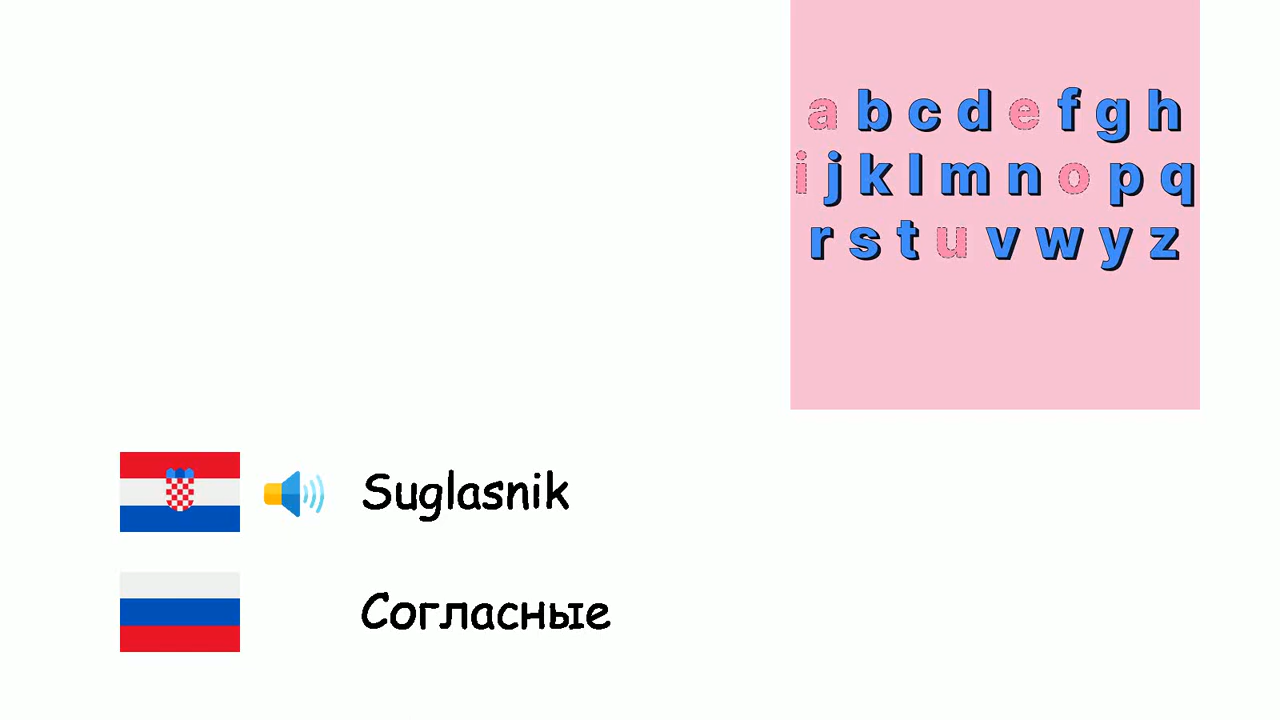 a b c d e f g h
i j k l m n o p q
r s t u v w y z
Suglasnik
Согласные